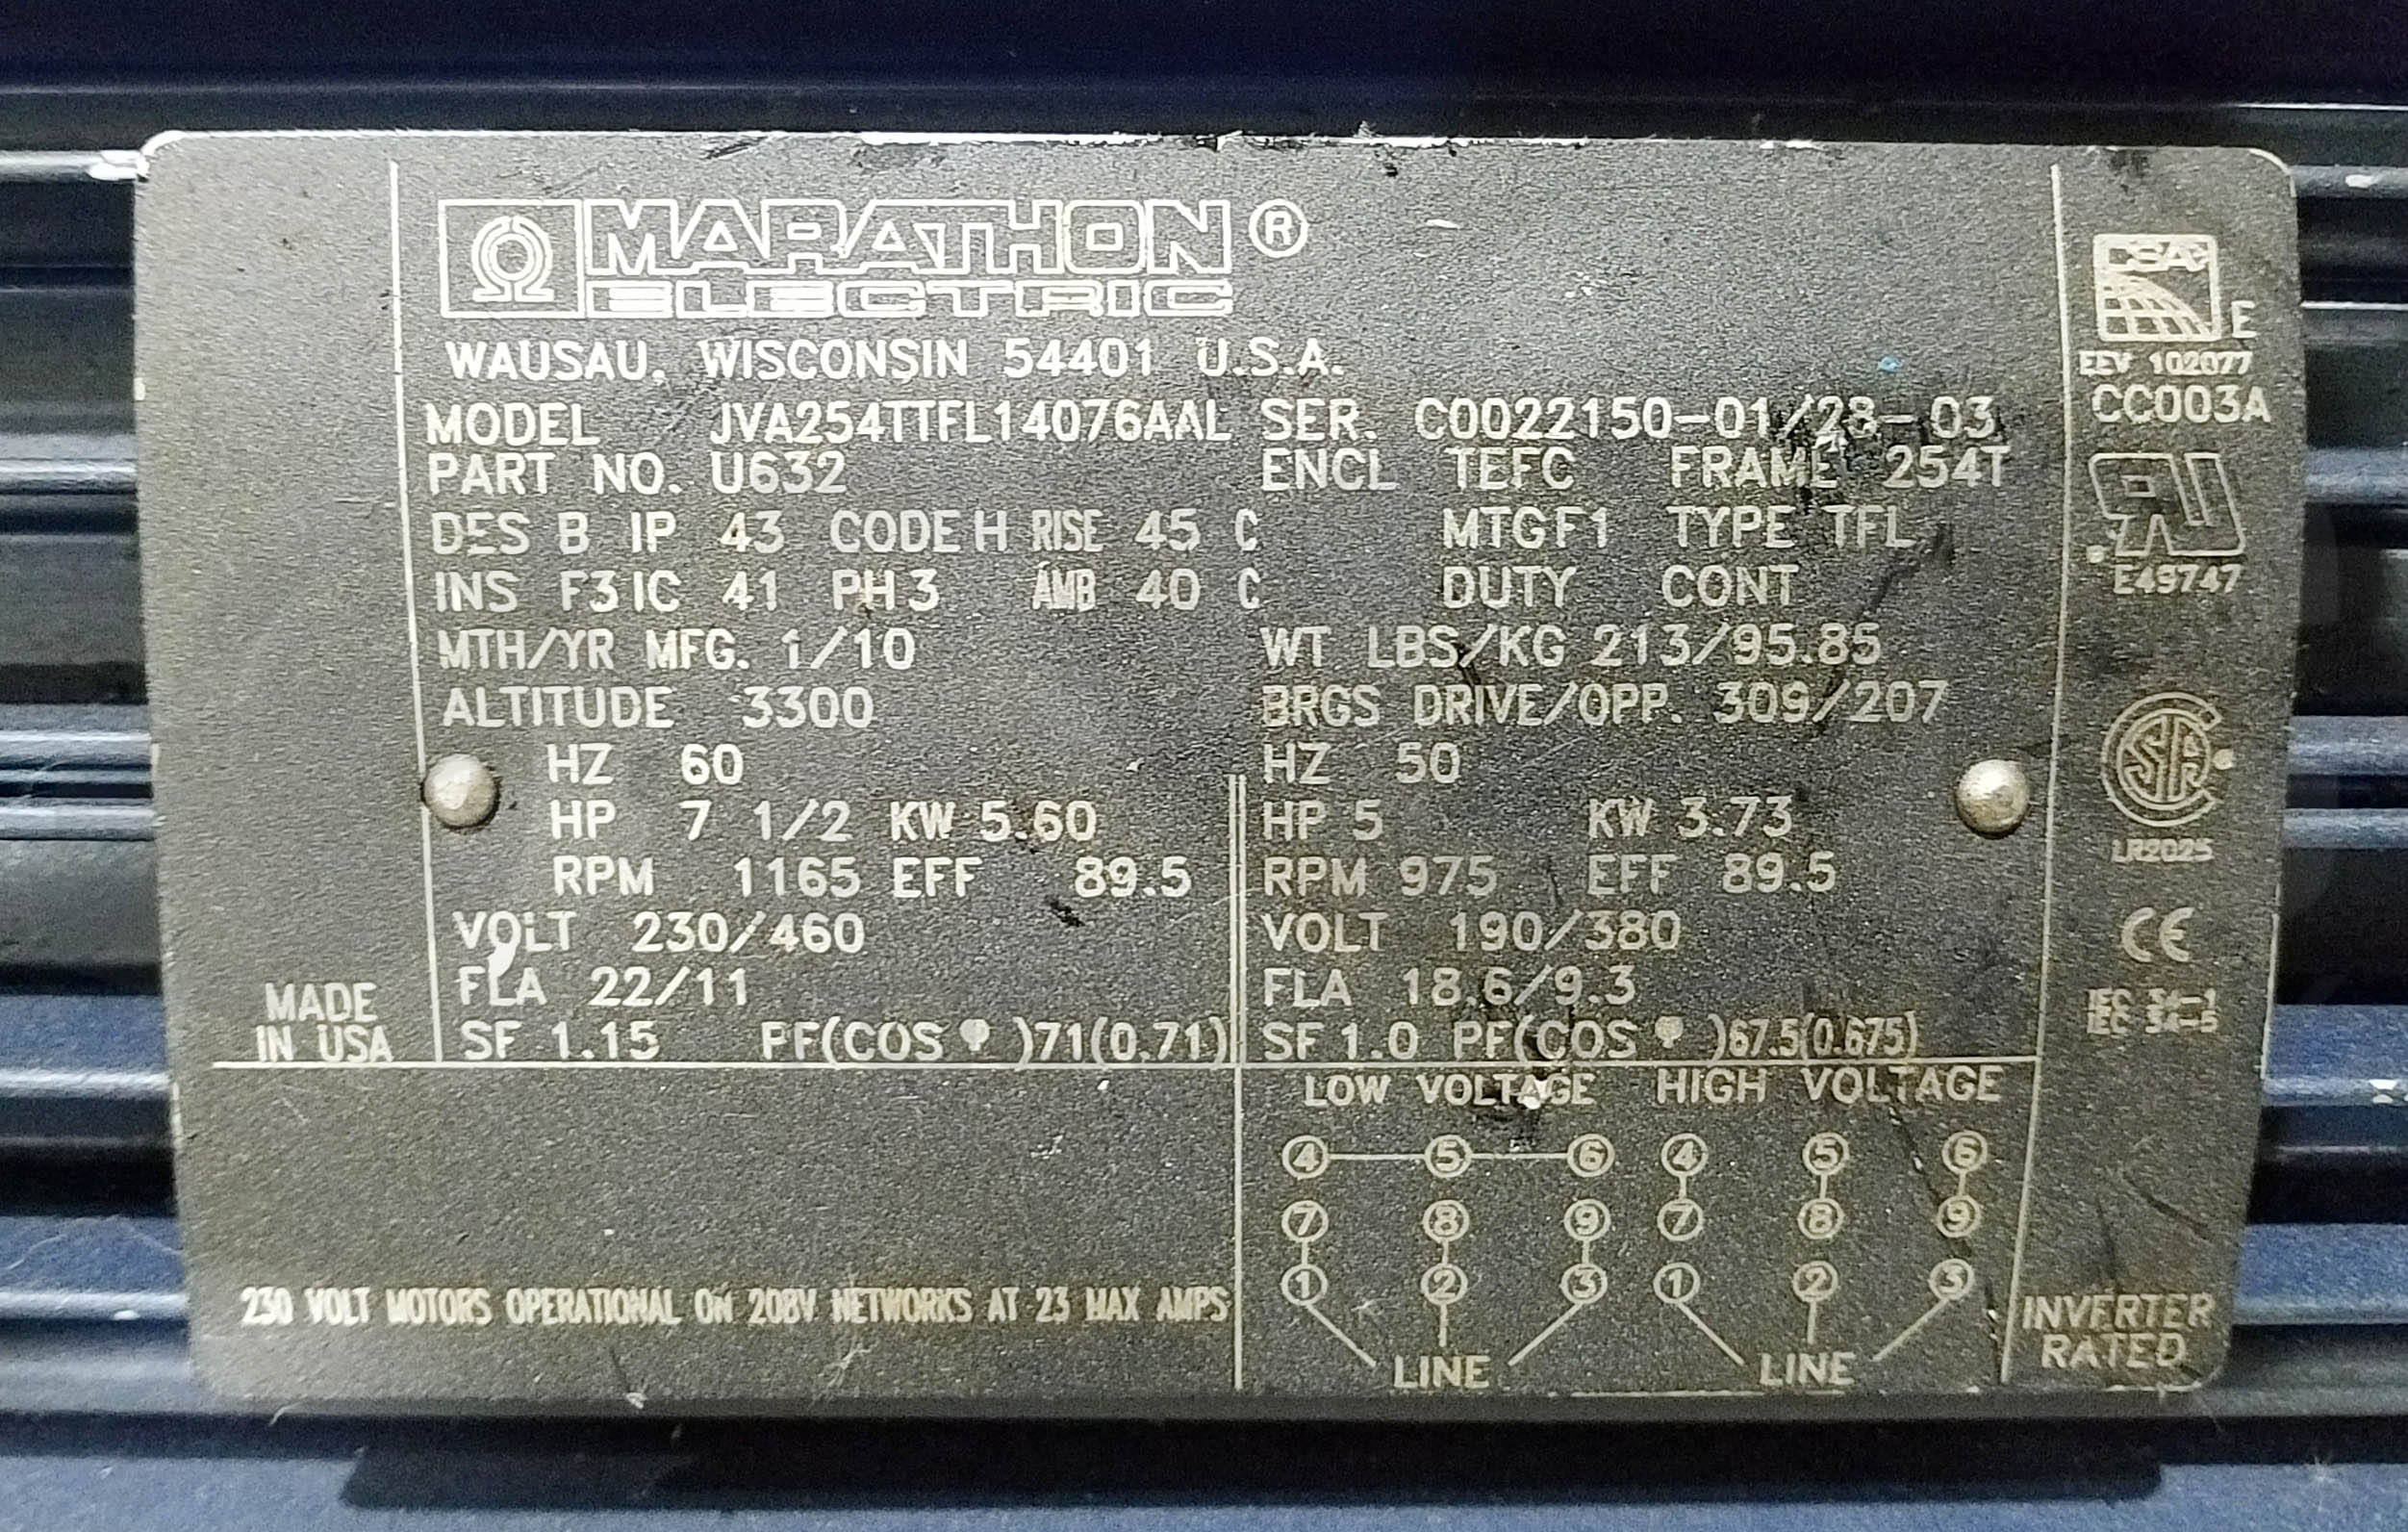 MARATHON ®
ELECTRIC
WAUSAU, WISCONSIN 54401 U.S.A.
MODEL JVA254TTFL14076AAL SER. C0022150-01/28-03
PART NO. U632 ENCL TEFC FRAME 254T
DES B IP 43 CODE H RISE 45 C MTG F1 TYPE TFL
INS F3 IC 41 PH 3 AMB 40 C DUTY CONT
MTH/YR MFG. 1/10 WT LBS/KG 213/95.85
ALTITUDE 3300 BRGS DRIVE/OPP. 309/207
HZ 60 HZ 50
HP 7 1/2 KW 5.60 HP 5 KW 3.73
RPM 1165 EFF 89.5 RPM 975 EFF 89.5
VOLT 230/460 VOLT 190/380
FLA 22/11 FLA 18.6/9.3
SF 1.15 PF(COS φ )71(0.71) SF 1.0 PF(COS φ )67.5(0.675)
MADE
IN USA
LOW VOLTAGE HIGH VOLTAGE
4 5 6 4 5 6
7 8 9 7 8 9
1 2 3 1 2 3
LINE LINE
230 VOLT MOTORS OPERATIONAL ON 208V NETWORKS AT 23 MAX AMPS
CSA
E
EEV 102077
CC003A
E49747
LR2025
CE
IEC 34-1
IEC 34-5
INVERTER
RATED